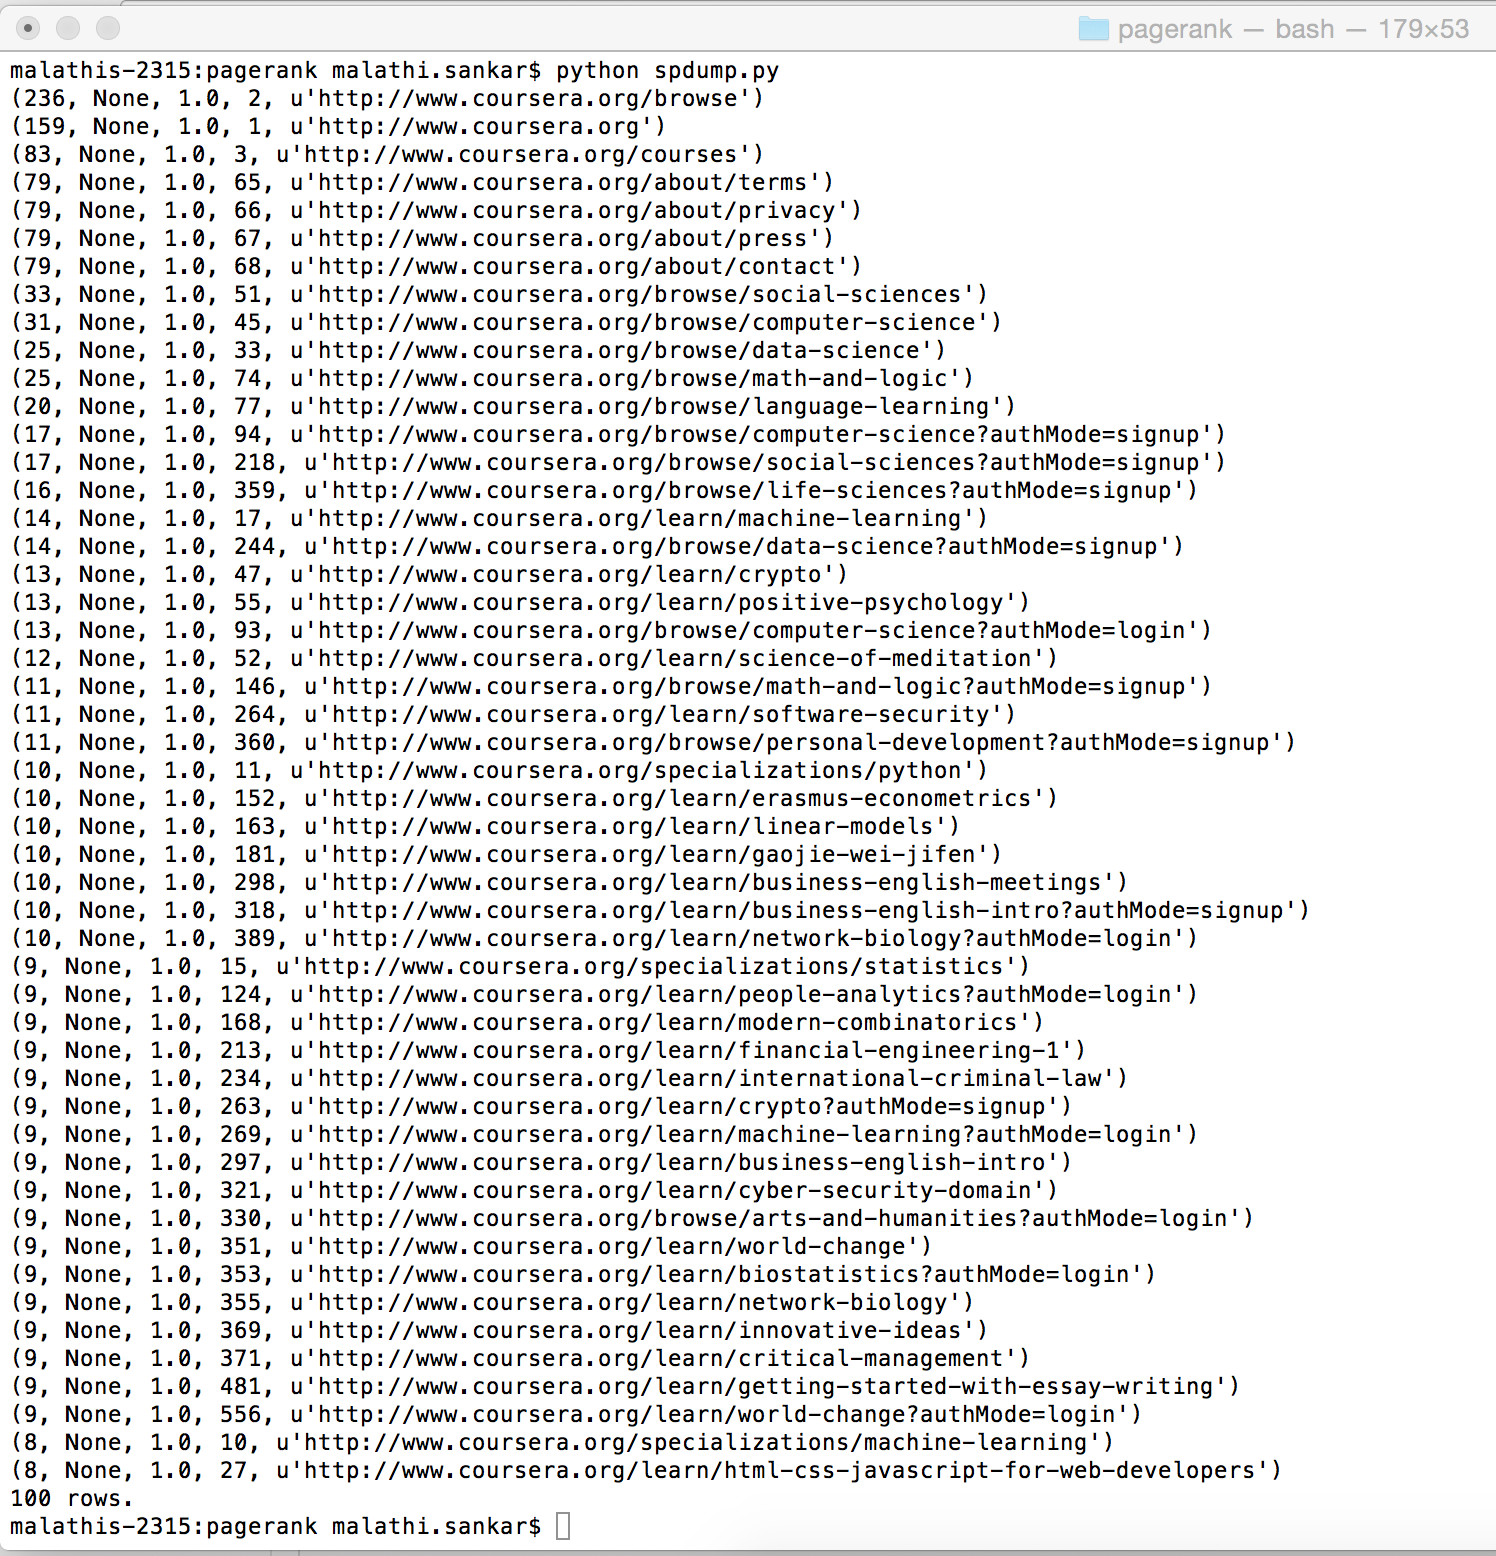 pagerank — bash — 179×53
malathis-2315:pagerank malathi.sankar$ python spdump.py
(236, None, 1.0, 2, u'http://www.coursera.org/browse')
(159, None, 1.0, 1, u'http://www.coursera.org')
(83, None, 1.0, 3, u'http://www.coursera.org/courses')
(79, None, 1.0, 65, u'http://www.coursera.org/about/terms')
(79, None, 1.0, 66, u'http://www.coursera.org/about/privacy')
(79, None, 1.0, 67, u'http://www.coursera.org/about/press')
(79, None, 1.0, 68, u'http://www.coursera.org/about/contact')
(33, None, 1.0, 51, u'http://www.coursera.org/browse/social-sciences')
(31, None, 1.0, 45, u'http://www.coursera.org/browse/computer-science')
(25, None, 1.0, 33, u'http://www.coursera.org/browse/data-science')
(25, None, 1.0, 74, u'http://www.coursera.org/browse/math-and-logic')
(20, None, 1.0, 77, u'http://www.coursera.org/browse/language-learning')
(17, None, 1.0, 94, u'http://www.coursera.org/browse/computer-science?authMode=signup')
(17, None, 1.0, 218, u'http://www.coursera.org/browse/social-sciences?authMode=signup')
(16, None, 1.0, 359, u'http://www.coursera.org/browse/life-sciences?authMode=signup')
(14, None, 1.0, 17, u'http://www.coursera.org/learn/machine-learning')
(14, None, 1.0, 244, u'http://www.coursera.org/browse/data-science?authMode=signup')
(13, None, 1.0, 47, u'http://www.coursera.org/learn/crypto')
(13, None, 1.0, 55, u'http://www.coursera.org/learn/positive-psychology')
(13, None, 1.0, 93, u'http://www.coursera.org/browse/computer-science?authMode=login')
(12, None, 1.0, 52, u'http://www.coursera.org/learn/science-of-meditation')
(11, None, 1.0, 146, u'http://www.coursera.org/browse/math-and-logic?authMode=signup')
(11, None, 1.0, 264, u'http://www.coursera.org/learn/software-security')
(11, None, 1.0, 360, u'http://www.coursera.org/browse/personal-development?authMode=signup')
(10, None, 1.0, 11, u'http://www.coursera.org/specializations/python')
(10, None, 1.0, 152, u'http://www.coursera.org/learn/erasmus-econometrics')
(10, None, 1.0, 163, u'http://www.coursera.org/learn/linear-models')
(10, None, 1.0, 181, u'http://www.coursera.org/learn/gaojie-wei-jifen')
(10, None, 1.0, 298, u'http://www.coursera.org/learn/business-english-meetings')
(10, None, 1.0, 318, u'http://www.coursera.org/learn/business-english-intro?authMode=signup')
(10, None, 1.0, 389, u'http://www.coursera.org/learn/network-biology?authMode=login')
(9, None, 1.0, 15, u'http://www.coursera.org/specializations/statistics')
(9, None, 1.0, 124, u'http://www.coursera.org/learn/people-analytics?authMode=login')
(9, None, 1.0, 168, u'http://www.coursera.org/learn/modern-combinatorics')
(9, None, 1.0, 213, u'http://www.coursera.org/learn/financial-engineering-1')
(9, None, 1.0, 234, u'http://www.coursera.org/learn/international-criminal-law')
(9, None, 1.0, 263, u'http://www.coursera.org/learn/crypto?authMode=signup')
(9, None, 1.0, 269, u'http://www.coursera.org/learn/machine-learning?authMode=login')
(9, None, 1.0, 297, u'http://www.coursera.org/learn/business-english-intro')
(9, None, 1.0, 321, u'http://www.coursera.org/learn/cyber-security-domain')
(9, None, 1.0, 330, u'http://www.coursera.org/browse/arts-and-humanities?authMode=login')
(9, None, 1.0, 351, u'http://www.coursera.org/learn/world-change')
(9, None, 1.0, 353, u'http://www.coursera.org/learn/biostatistics?authMode=login')
(9, None, 1.0, 355, u'http://www.coursera.org/learn/network-biology')
(9, None, 1.0, 369, u'http://www.coursera.org/learn/innovative-ideas')
(9, None, 1.0, 371, u'http://www.coursera.org/learn/critical-management')
(9, None, 1.0, 481, u'http://www.coursera.org/learn/getting-started-with-essay-writing')
(9, None, 1.0, 556, u'http://www.coursera.org/learn/world-change?authMode=login')
(8, None, 1.0, 10, u'http://www.coursera.org/specializations/machine-learning')
(8, None, 1.0, 27, u'http://www.coursera.org/learn/html-css-javascript-for-web-developers')
100 rows.
malathis-2315:pagerank malathi.sankar$